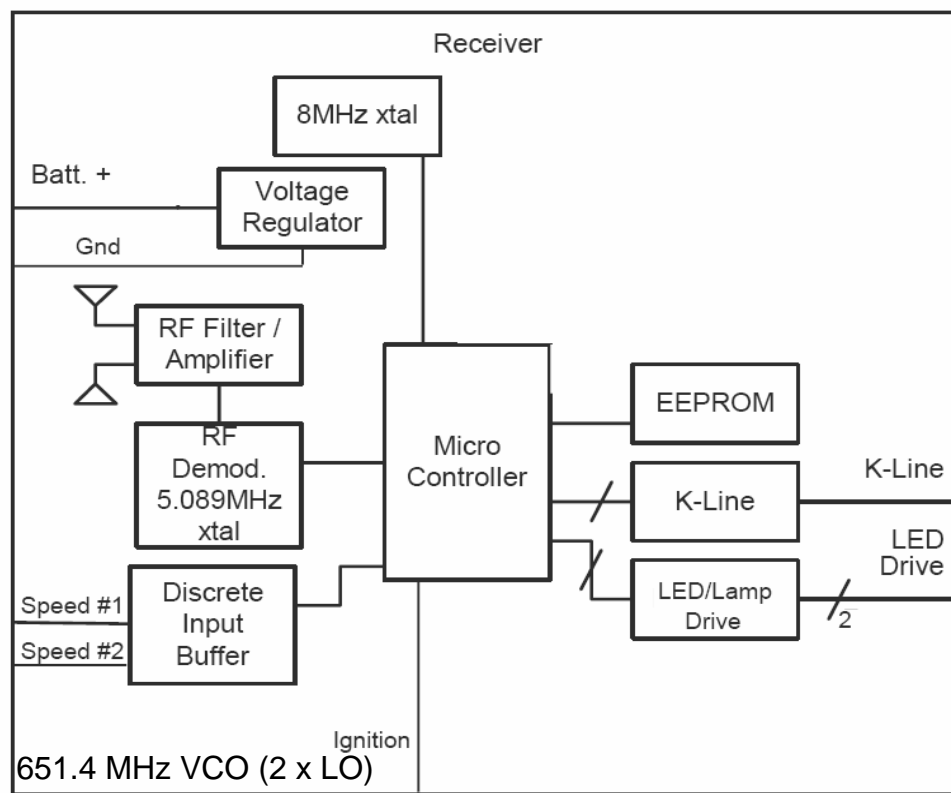 Receiver
8MHz xtal
Batt. +
Voltage
Regulator
Gnd
RF Filter /
Amplifier
RF
Demod.
5.089MHz
xtal
Micro
Controller
EEPROM
K-Line
K-Line
LED
Drive
LED/Lamp
Drive
2
Speed #1
Speed #2
Discrete
Input
Buffer
Ignition
651.4 MHz VCO (2 x LO)